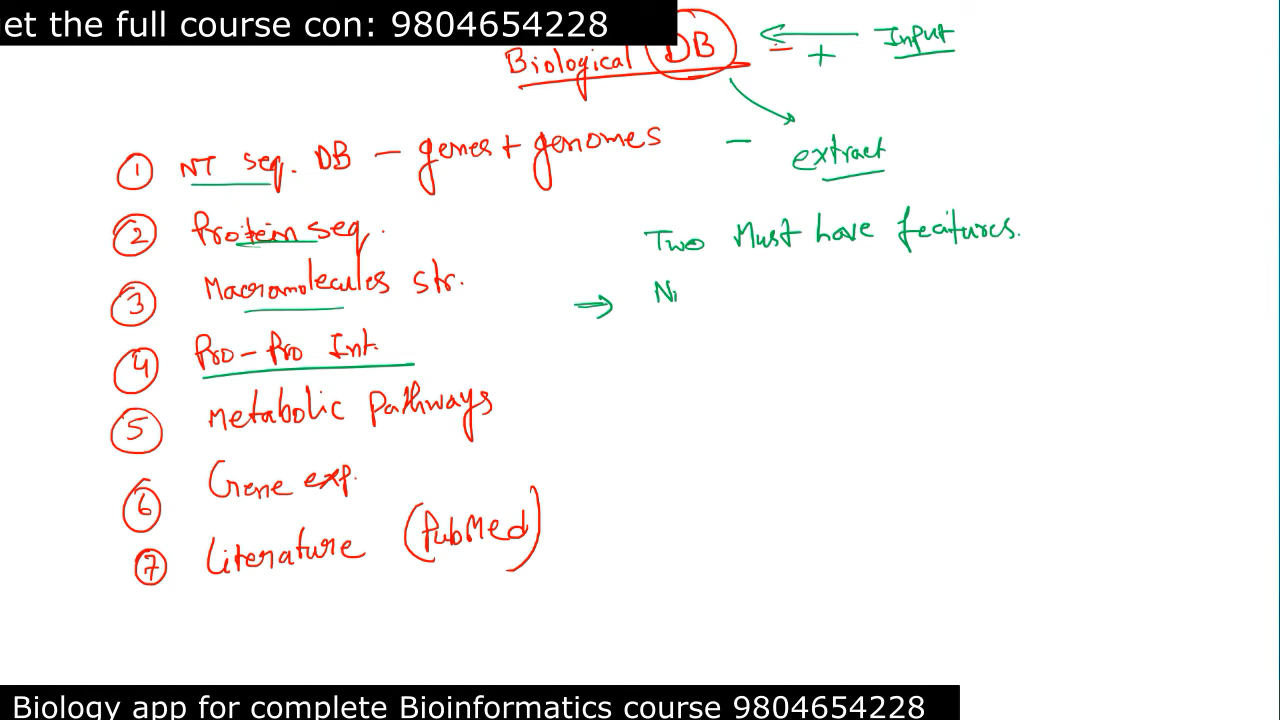 et the full course con: 9804654228
Biological DB
+
Input
extract
1 NT seq. DB - genes + genomes -
2 Protein seq.
3 Macromolecules str.
4 Pro-Pro Int.
5 Metabolic Pathways
6 Gene exp.
7 Literature (PubMed)
Two Must have features.
⇒ Ni
Biology app for complete Bioinformatics course 9804654228